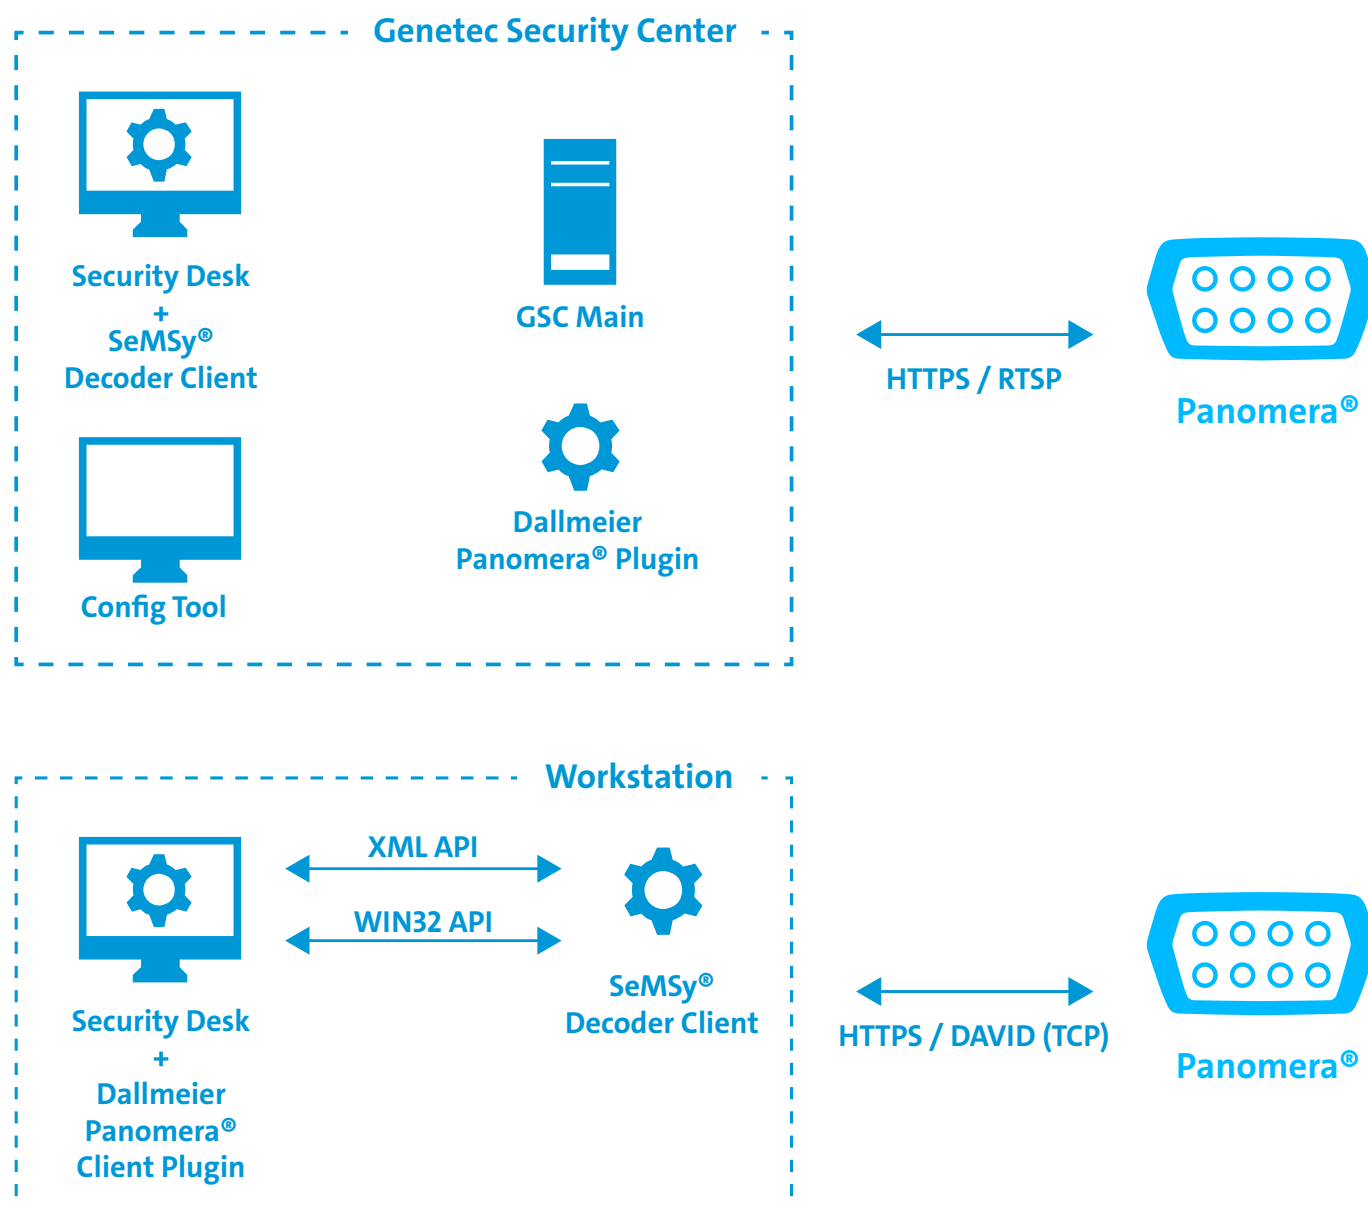 Genetec Security Center
Security Desk
+
SeMSy®
Decoder Client
GSC Main
Config Tool
Dallmeier
Panomera® Plugin
HTTPS / RTSP
Panomera®
Workstation
XML API
WIN32 API
Security Desk
+
Dallmeier
Panomera®
Client Plugin
SeMSy®
Decoder Client
HTTPS / DAVID (TCP)
Panomera®